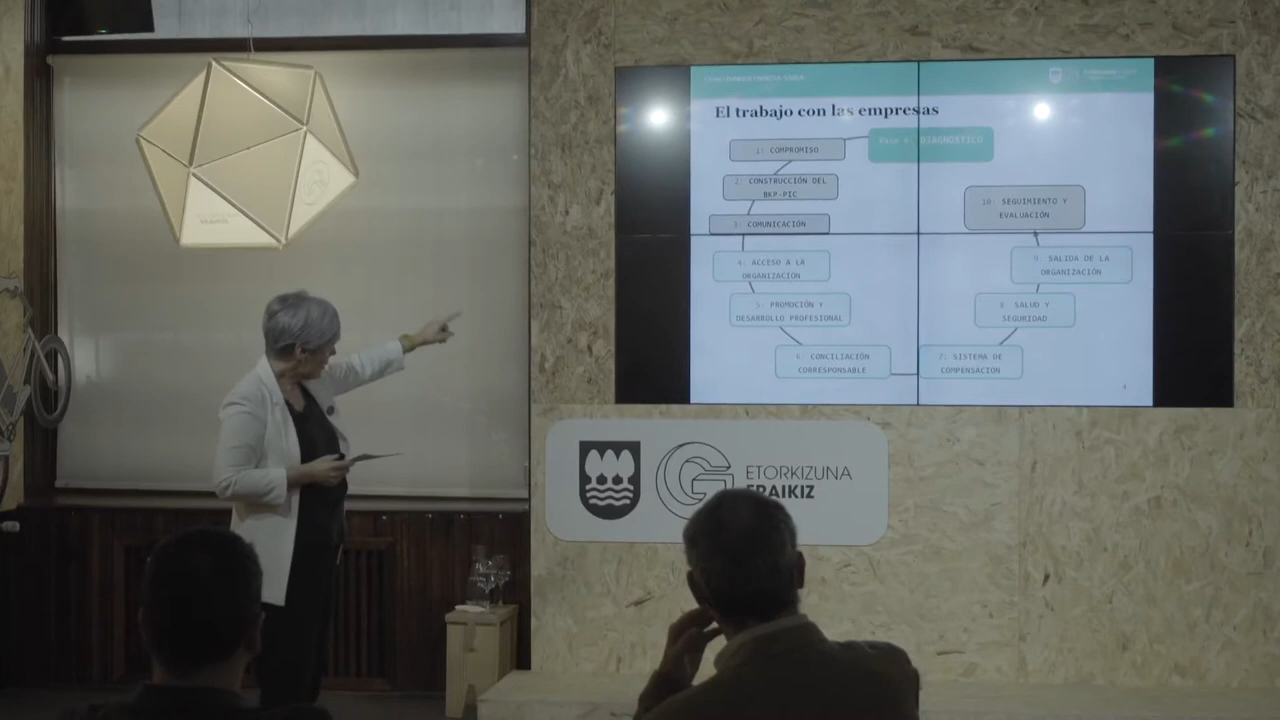 El trabajo con las empresas
DIAGNOSTICO
1: COMPROMISO
2: CONSTRUCCIÓN DEL
BKP-PIC
3: COMUNICACIÓN
4: ACCESO A LA
ORGANIZACIÓN
5: PROMOCIÓN Y
DESARROLLO PROFESIONAL
6: CONCILIACIÓN
CORRESPONSABLE
7: SISTEMA DE
COMPENSACIÓN
8: SALUD Y
SEGURIDAD
9: SALIDA DE LA
ORGANIZACIÓN
10: SEGUIMIENTO Y
EVALUACIÓN
4
ETORKIZUNA
ERAIKIZ